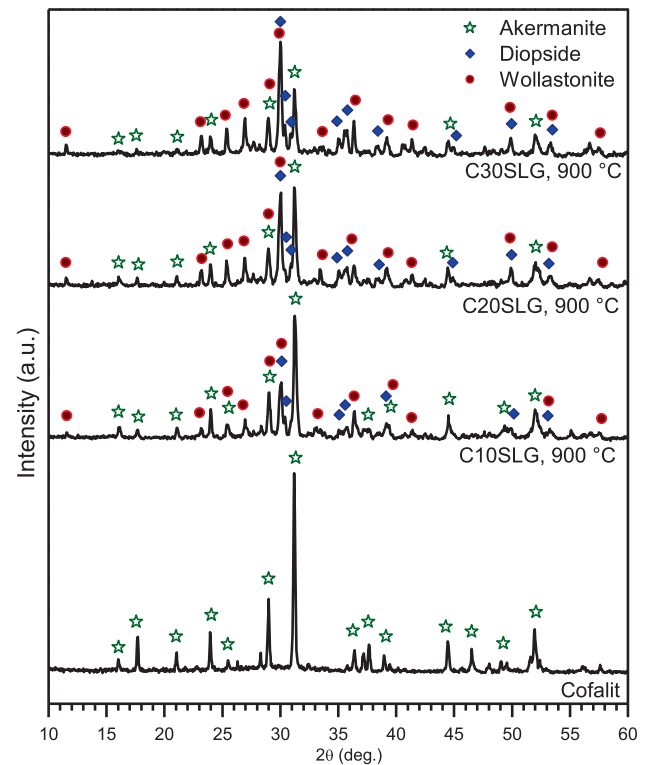 Akermanite
Diopside
Wollastonite
C30SLG, 900 °C
C20SLG, 900 °C
C10SLG, 900 °C
Cofalit
Intensity (a.u.)
10 15 20 25 30 35 40 45 50 55 60
2θ (deg.)